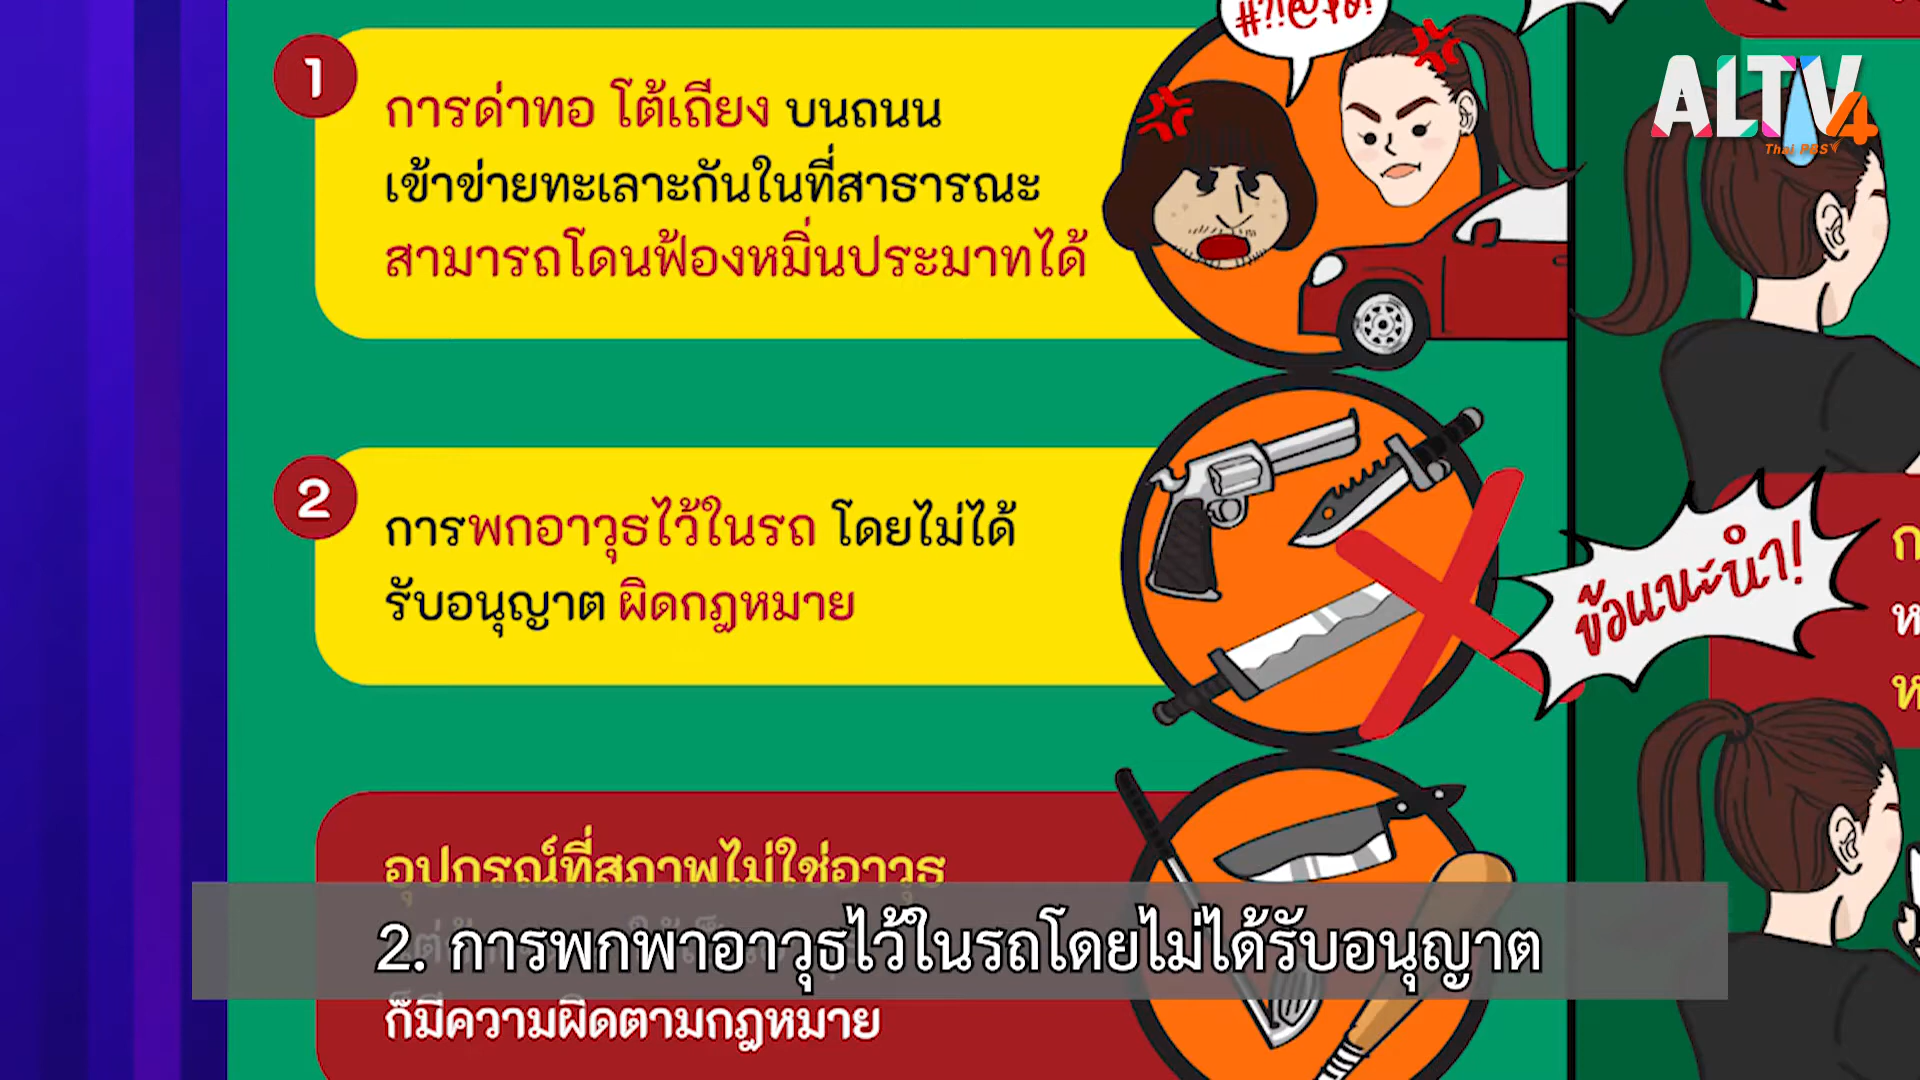 #?!@
ALTV4
Thai PBS
1
การด่าทอ โต้เถียง บนถนน
เข้าข่ายทะเลาะกันในที่สาธารณะ
สามารถโดนฟ้องหมิ่นประมาทได้
2
การพกอาวุธไว้ในรถ โดยไม่ได้
รับอนุญาต ผิดกฎหมาย
ข้อแนะนำ!
อุปกรณ์ที่สภาพไม่ใช่อาวุธ
2. การพกพาอาวุธไว้ในรถโดยไม่ได้รับอนุญาต
ก็มีความผิดตามกฎหมาย